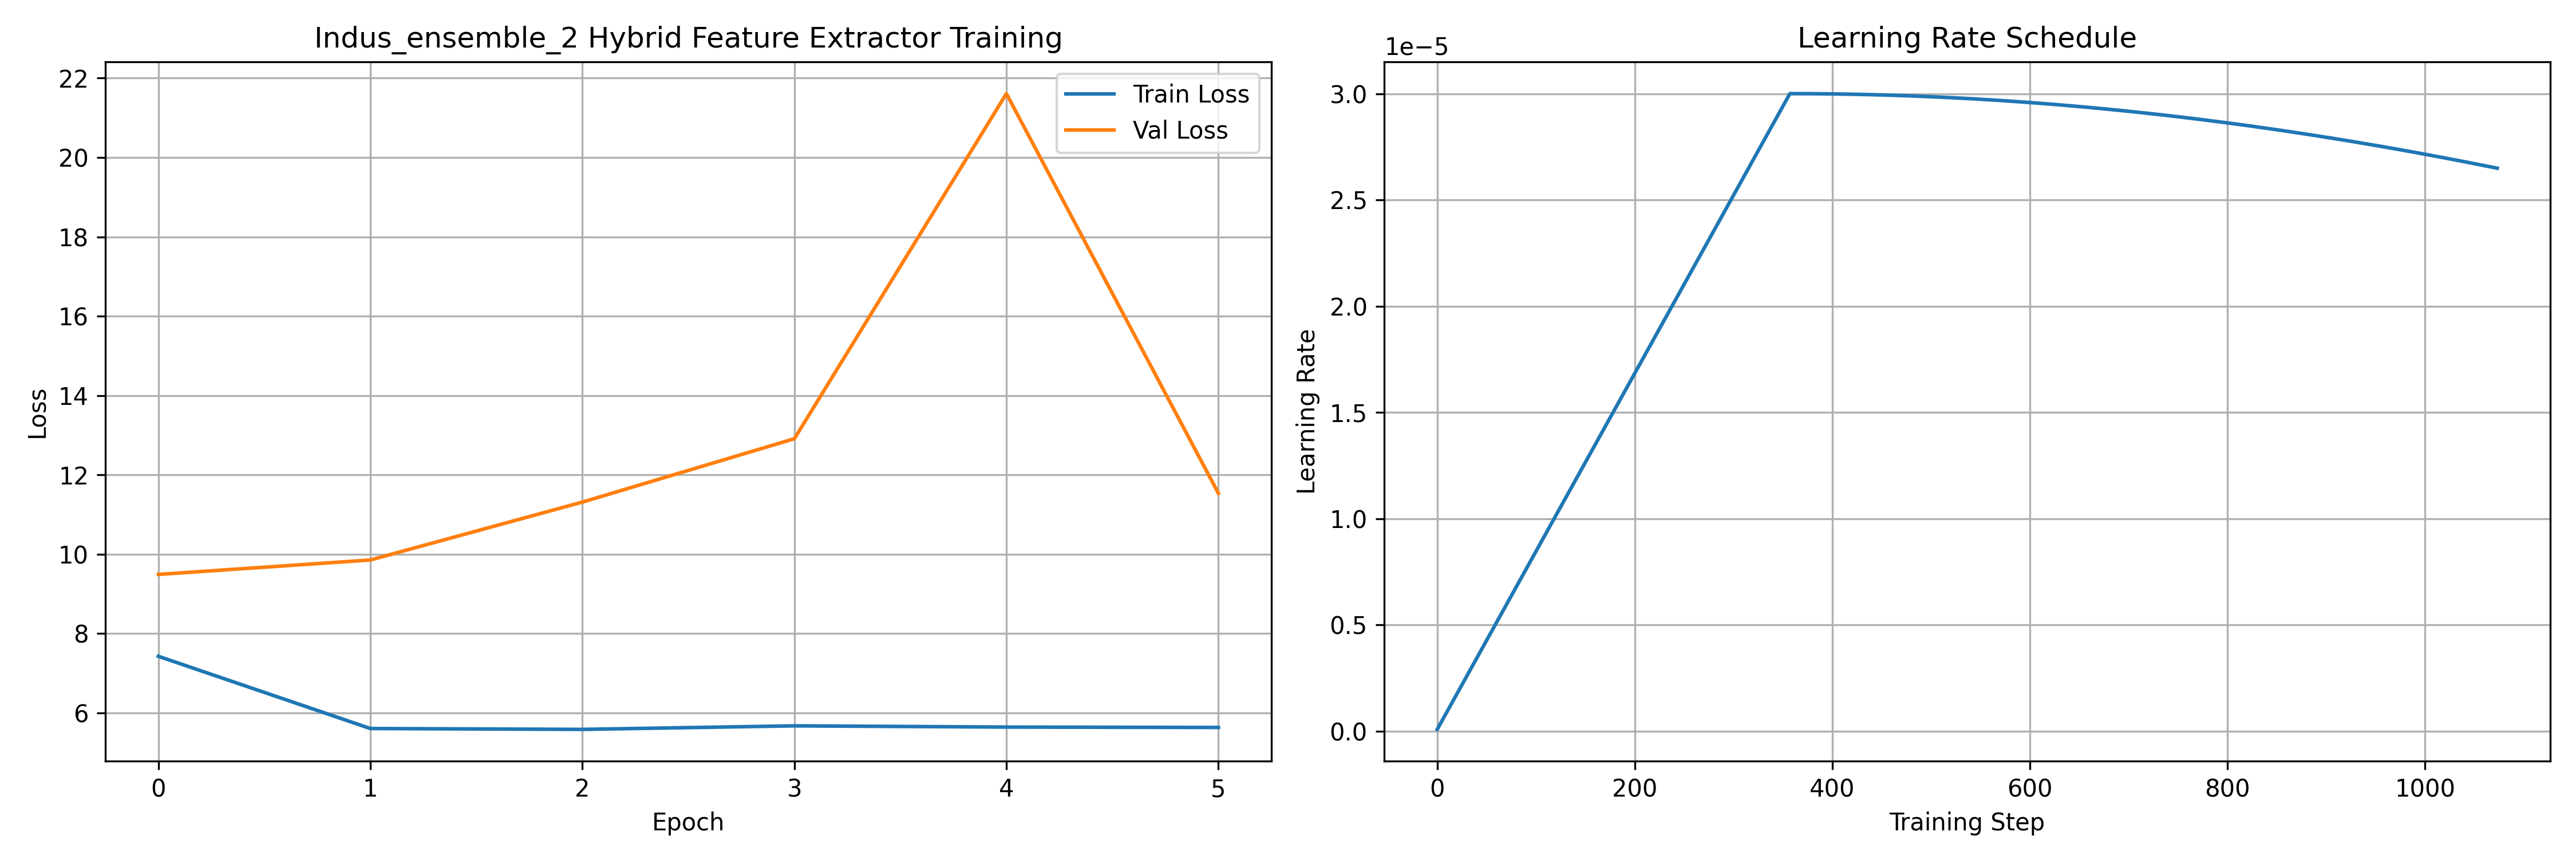 Indus_ensemble_2 Hybrid Feature Extractor Training
22
20
18
16
14
12
10
8
6
Loss
Train Loss
Val Loss
0 1 2 3 4 5
Epoch
Learning Rate Schedule
1e−5
3.0
2.5
2.0
1.5
1.0
0.5
0.0
Learning Rate
0 200 400 600 800 1000
Training Step